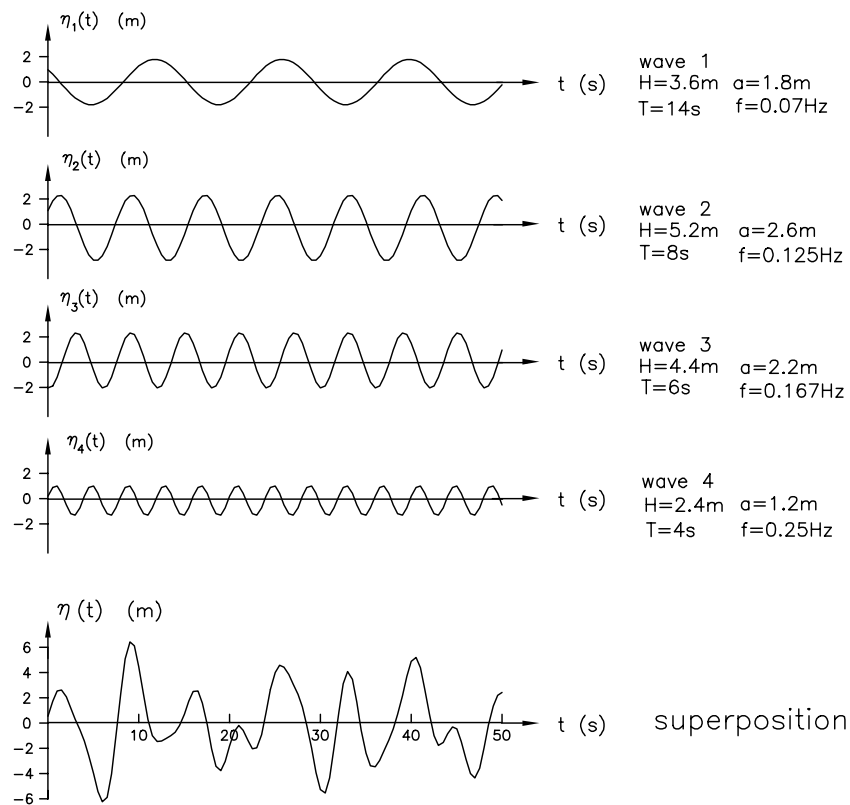 η1(t) (m)
2
0
−2
t (s)
wave 1
H=3.6m a=1.8m
T=14s f=0.07Hz
η2(t) (m)
2
0
−2
t (s)
wave 2
H=5.2m a=2.6m
T=8s f=0.125Hz
η3(t) (m)
2
0
−2
t (s)
wave 3
H=4.4m a=2.2m
T=6s f=0.167Hz
η4(t) (m)
2
0
−2
t (s)
wave 4
H=2.4m a=1.2m
T=4s f=0.25Hz
η (t) (m)
6
4
2
0
−2
−4
−6
10 20 30 40 50
t (s)
superposition